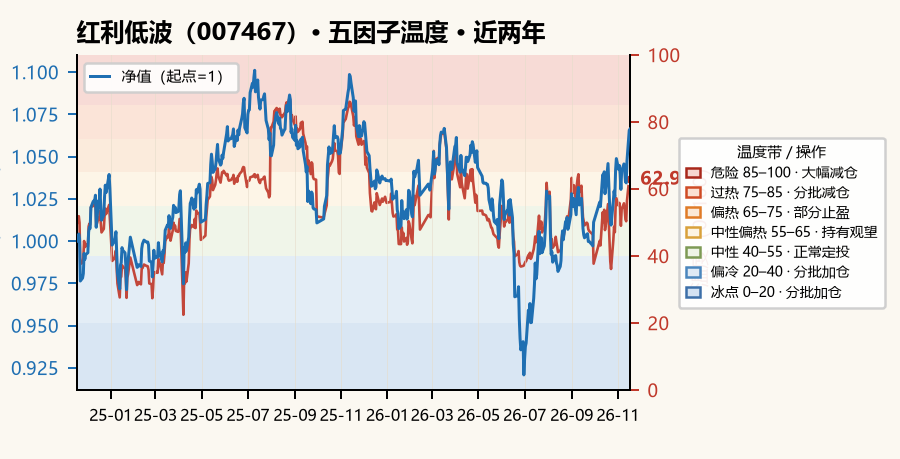 红利低波（007467）· 五因子温度 · 近两年
净值（起点=1）
1.100
1.075
1.050
1.025
1.000
0.975
0.950
0.925
100
80
60
40
20
0
62.9
25-01 25-03 25-05 25-07 25-09 25-11 26-01 26-03 26-05 26-07 26-09 26-11
温度带 / 操作
危险 85–100 · 大幅减仓
过热 75–85 · 分批减仓
偏热 65–75 · 部分止盈
中性偏热 55–65 · 持有观望
中性 40–55 · 正常定投
偏冷 20–40 · 分批加仓
冰点 0–20 · 分批加仓